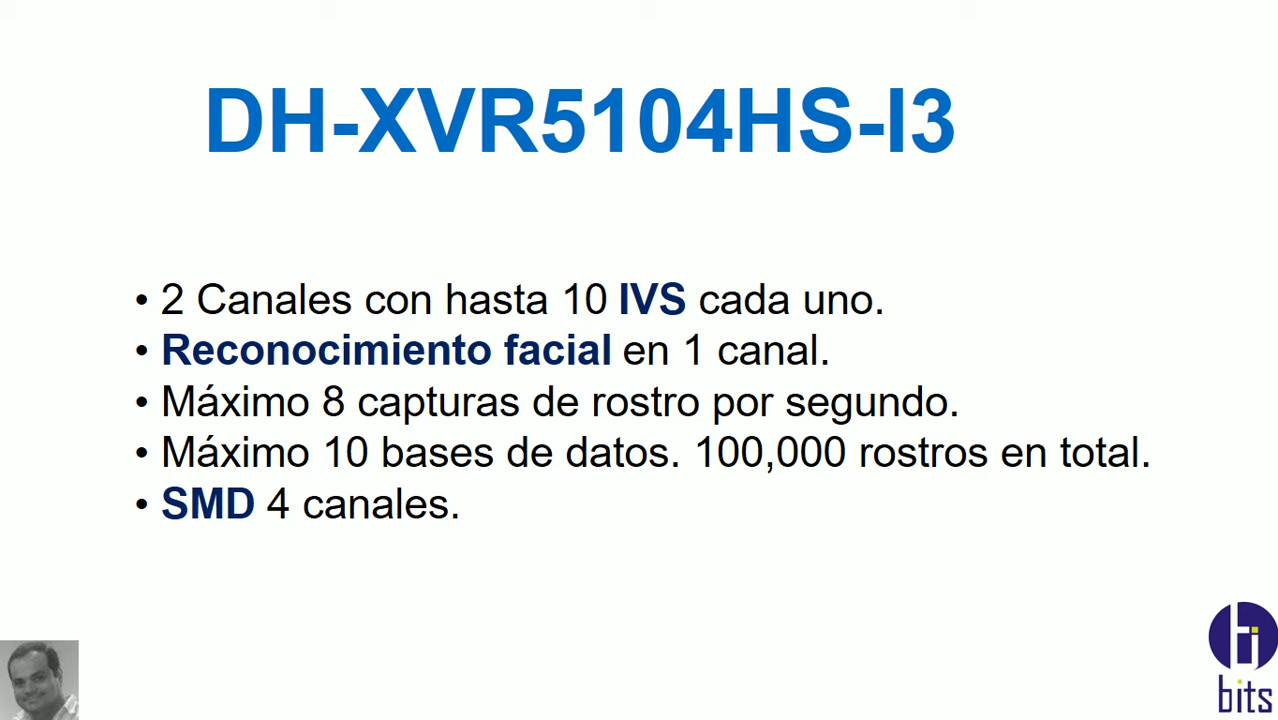 DH-XVR5104HS-I3
• 2 Canales con hasta 10 IVS cada uno.
• Reconocimiento facial en 1 canal.
• Máximo 8 capturas de rostro por segundo.
• Máximo 10 bases de datos. 100,000 rostros en total.
• SMD 4 canales.
bits